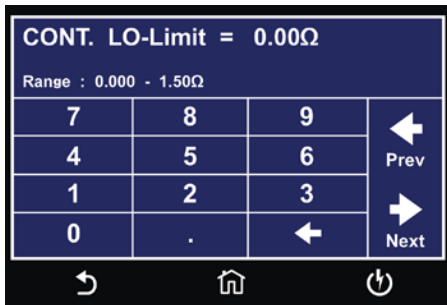 CONT. LO-Limit = 0.00Ω
Range : 0.000 - 1.50Ω
7 8 9
4 5 6
Prev
1 2 3
0 .
Next